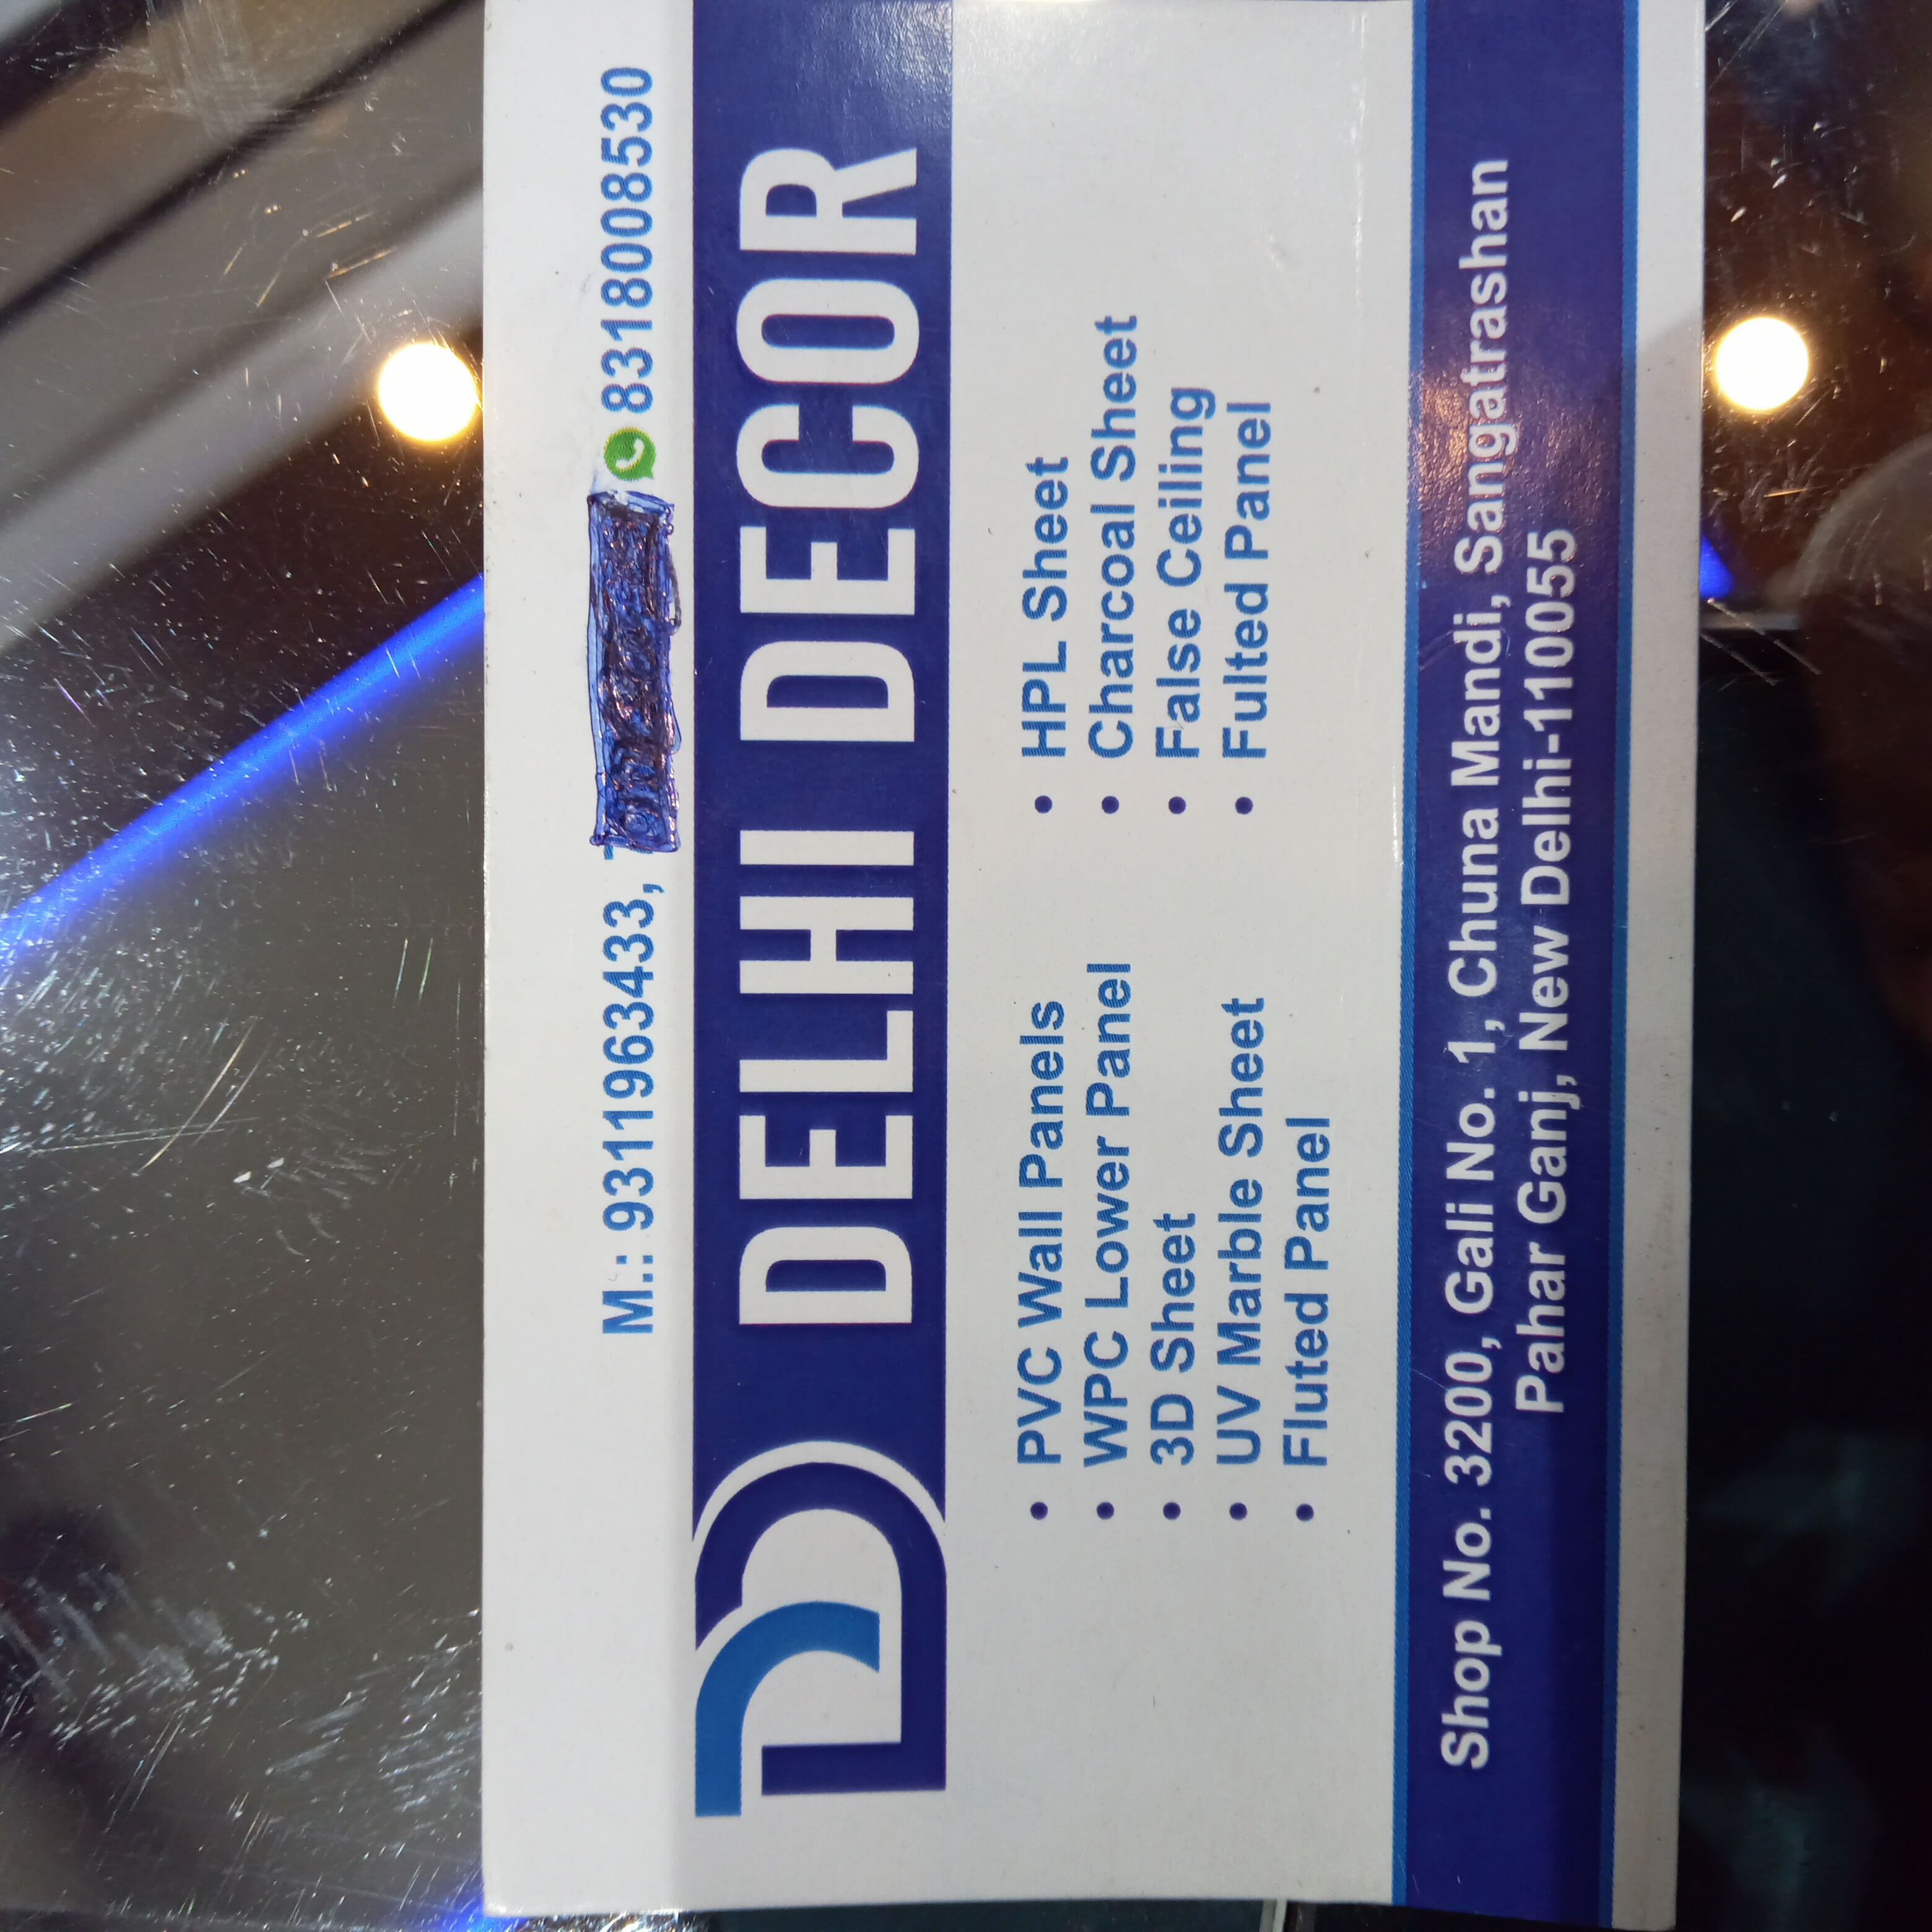 M.: 9311963433, 8318008530
DELHI DECOR
• PVC Wall Panels
• WPC Lower Panel
• 3D Sheet
• UV Marble Sheet
• Fluted Panel
• HPL Sheet
• Charcoal Sheet
• False Ceiling
• Fulted Panel
Shop No. 3200, Gali No. 1, Chuna Mandi, Sangatrashan
Pahar Ganj, New Delhi-110055